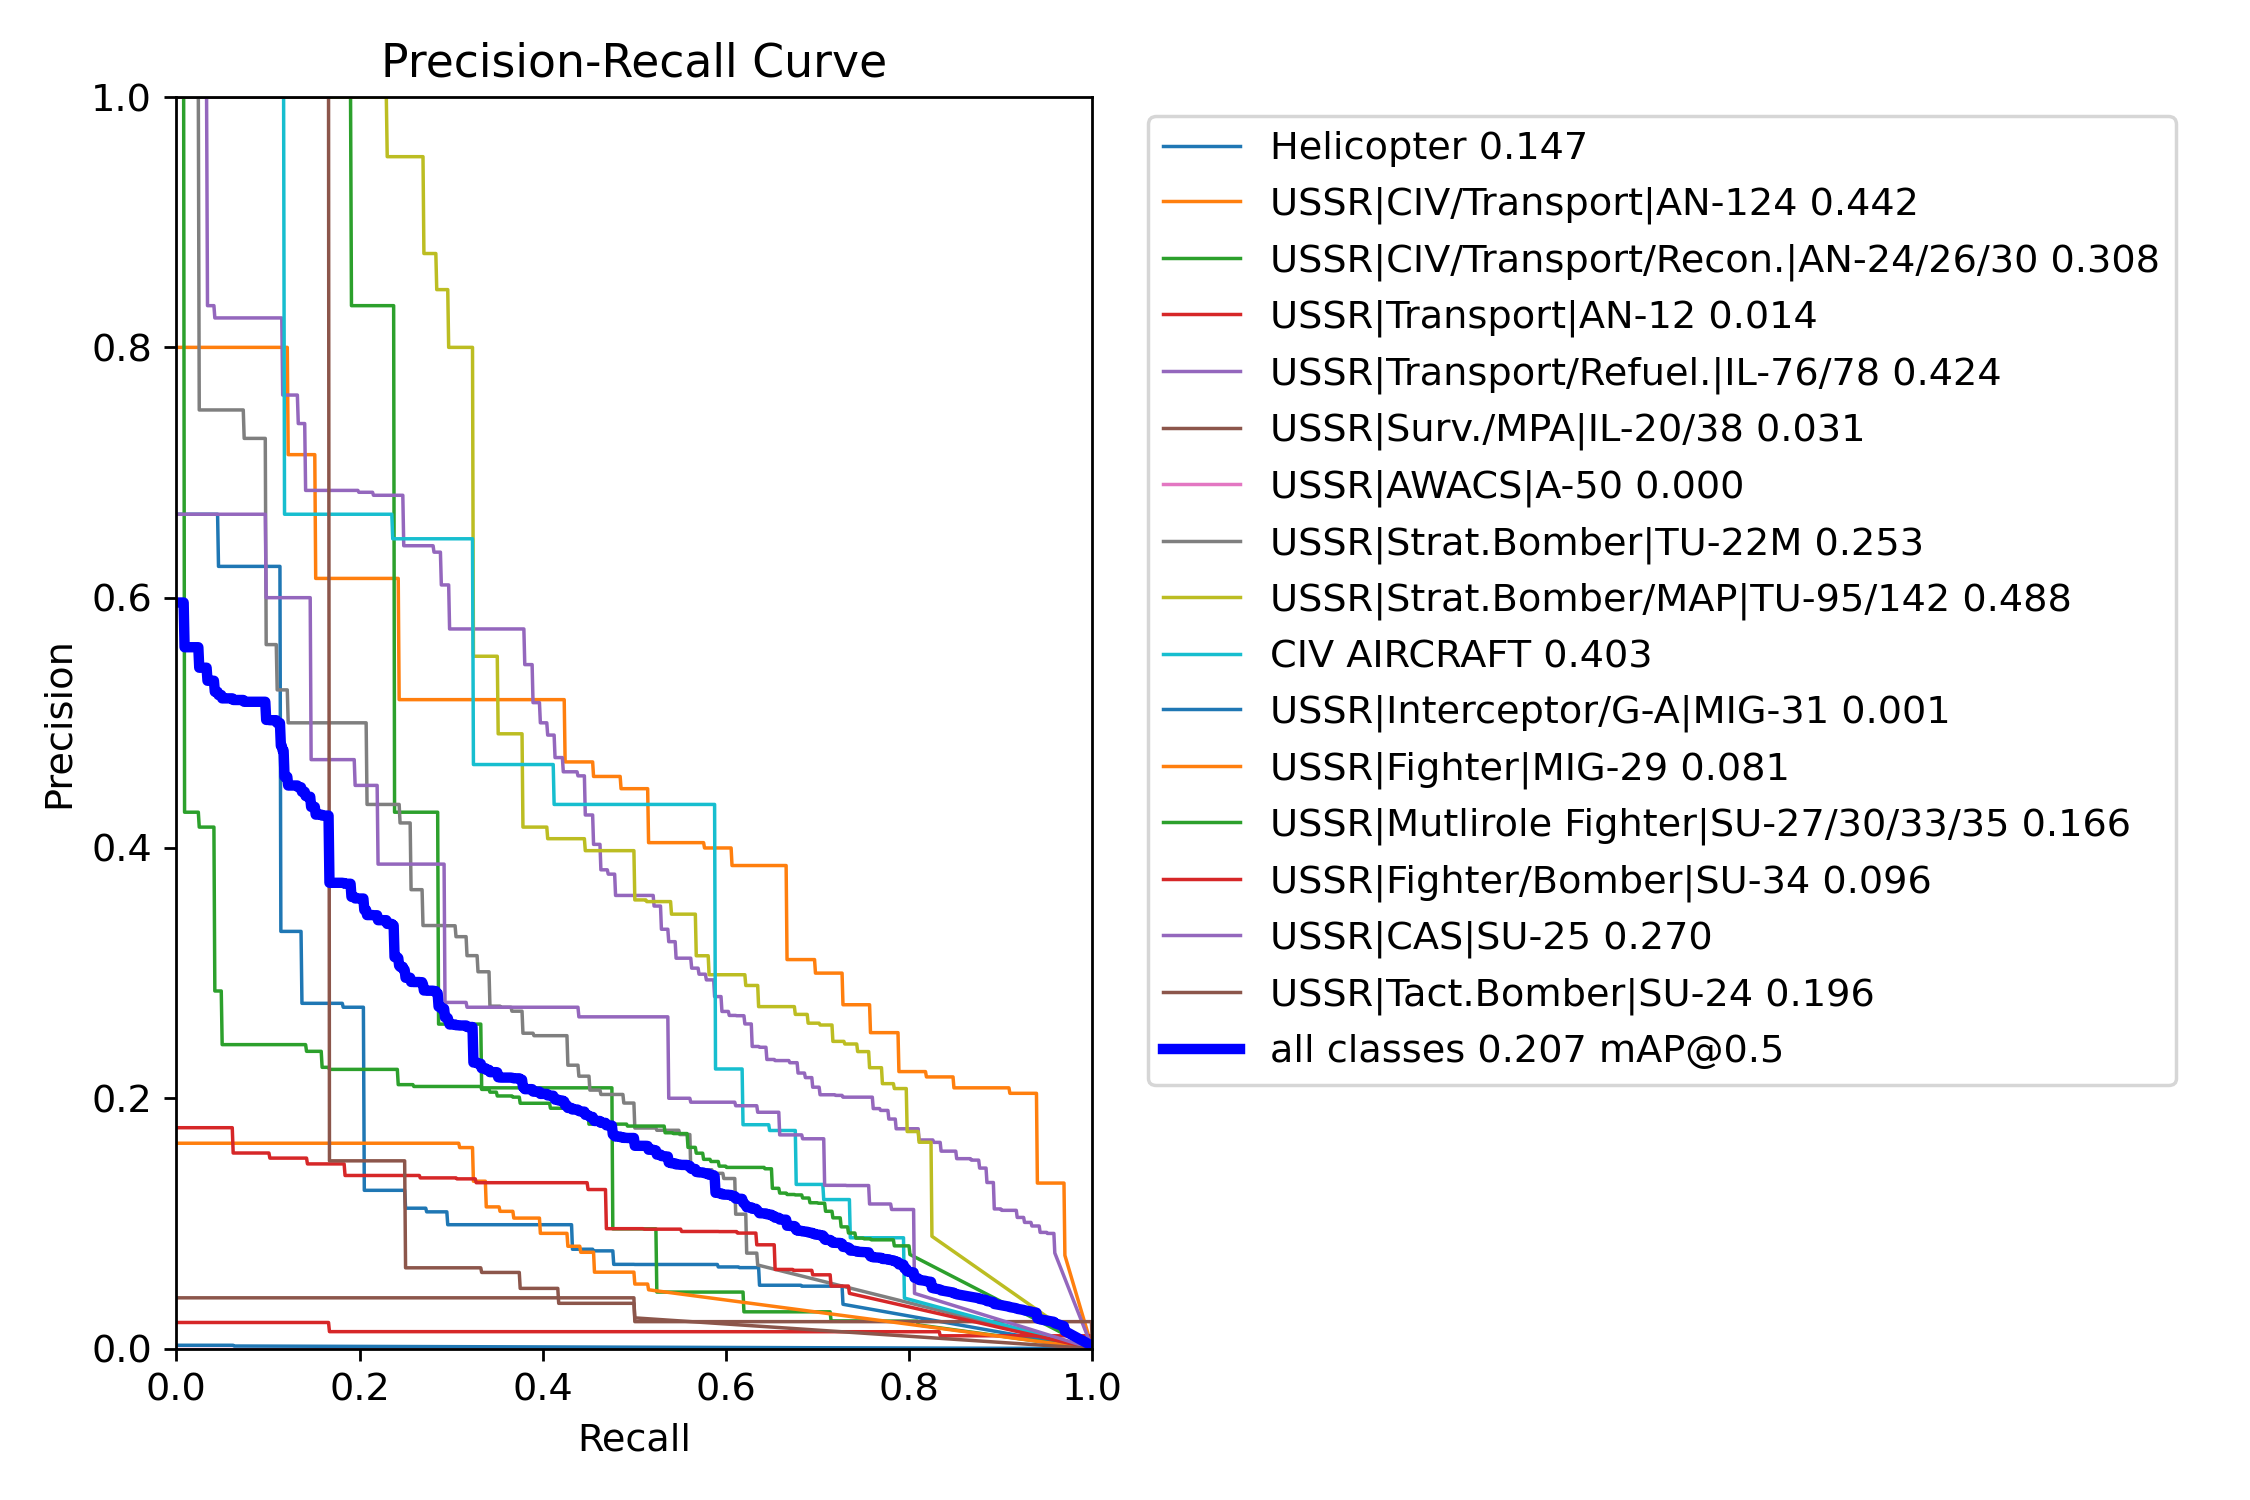 Precision-Recall Curve
1.0
0.8
0.6
0.4
0.2
0.0
Precision
0.0 0.2 0.4 0.6 0.8 1.0
Recall
Helicopter 0.147
USSR|CIV/Transport|AN-124 0.442
USSR|CIV/Transport/Recon.|AN-24/26/30 0.308
USSR|Transport|AN-12 0.014
USSR|Transport/Refuel.|IL-76/78 0.424
USSR|Surv./MPA|IL-20/38 0.031
USSR|AWACS|A-50 0.000
USSR|Strat.Bomber|TU-22M 0.253
USSR|Strat.Bomber/MAP|TU-95/142 0.488
CIV AIRCRAFT 0.403
USSR|Interceptor/G-A|MIG-31 0.001
USSR|Fighter|MIG-29 0.081
USSR|Mutlirole Fighter|SU-27/30/33/35 0.166
USSR|Fighter/Bomber|SU-34 0.096
USSR|CAS|SU-25 0.270
USSR|Tact.Bomber|SU-24 0.196
all classes 0.207 mAP@0.5